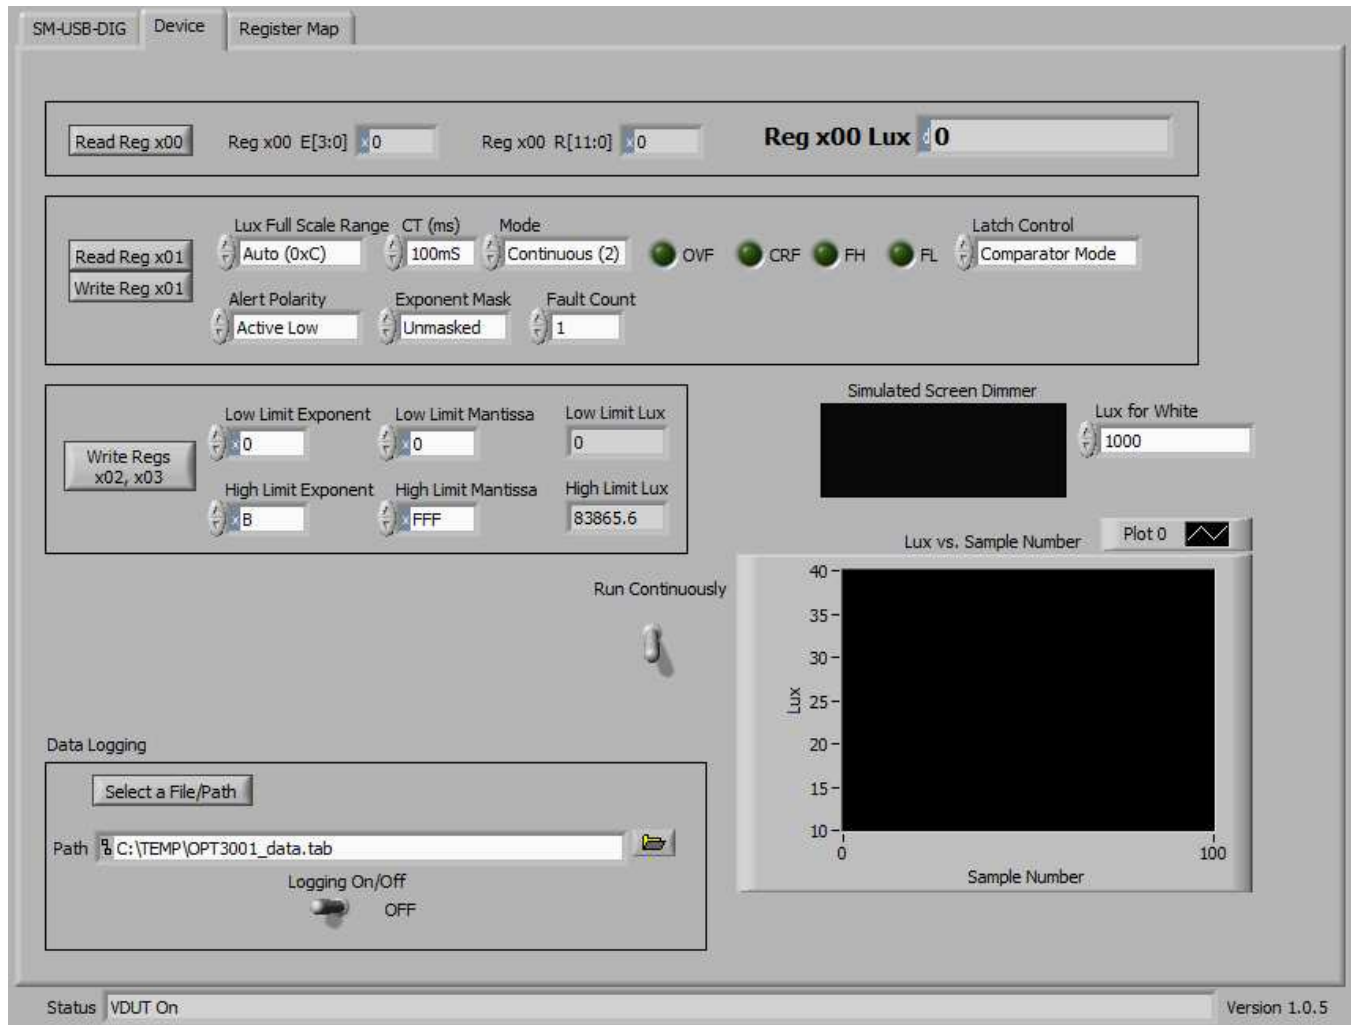 SM-USB-DIG Device Register Map
Read Reg x00 Reg x00 E[3:0] x 0 Reg x00 R[11:0] x 0 Reg x00 Lux d 0
Lux Full Scale Range CT (ms) Mode Latch Control
Read Reg x01 Auto (0xC) 100mS Continuous (2) OVF CRF FH FL Comparator Mode
Write Reg x01
Alert Polarity Exponent Mask Fault Count
Active Low Unmasked 1
Low Limit Exponent Low Limit Mantissa Low Limit Lux
x 0 x 0 0
Write Regs
x02, x03
High Limit Exponent High Limit Mantissa High Limit Lux
x B x FFF 83865.6
Simulated Screen Dimmer
Lux for White
1000
Lux vs. Sample Number Plot 0
Run Continuously
40
35
30
25
20
15
10
Lux
0 100
Sample Number
Data Logging
Select a File/Path
Path C:\TEMP\OPT3001_data.tab
Logging On/Off
OFF
Status VDUT On Version 1.0.5